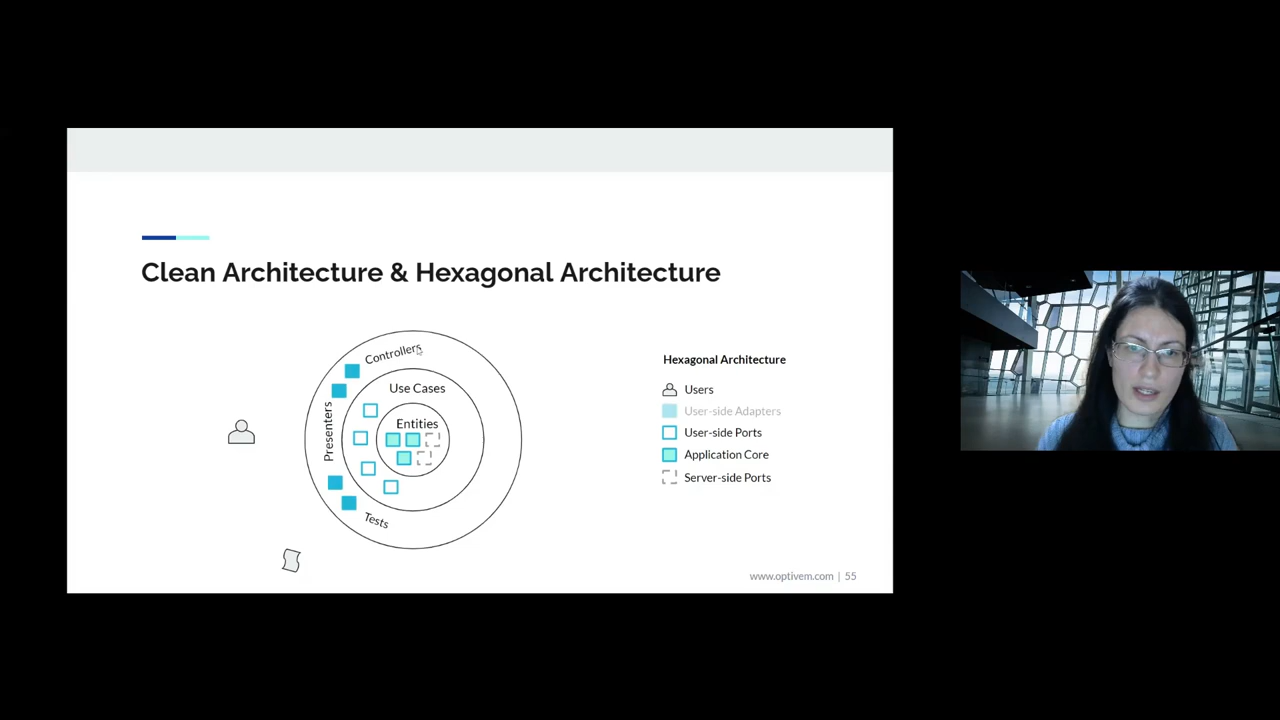 Clean Architecture & Hexagonal Architecture
Controllers
Use Cases
Entities
Presenters
Tests
Hexagonal Architecture
Users
User-side Adapters
User-side Ports
Application Core
Server-side Ports
www.optivem.com | 55